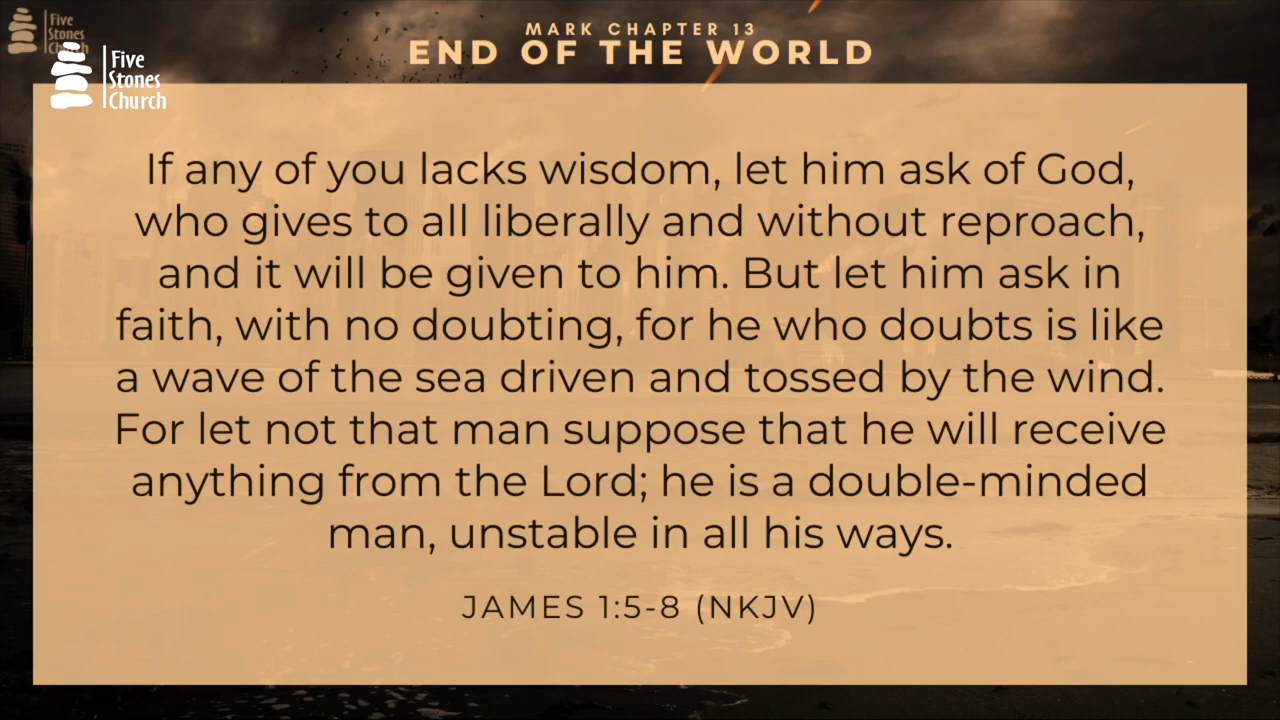 Five
Stones
Church
Five
Stones
Church
MARK CHAPTER 13
END OF THE WORLD
If any of you lacks wisdom, let him ask of God,
who gives to all liberally and without reproach,
and it will be given to him. But let him ask in
faith, with no doubting, for he who doubts is like
a wave of the sea driven and tossed by the wind.
For let not that man suppose that he will receive
anything from the Lord; he is a double-minded
man, unstable in all his ways.
JAMES 1:5-8 (NKJV)